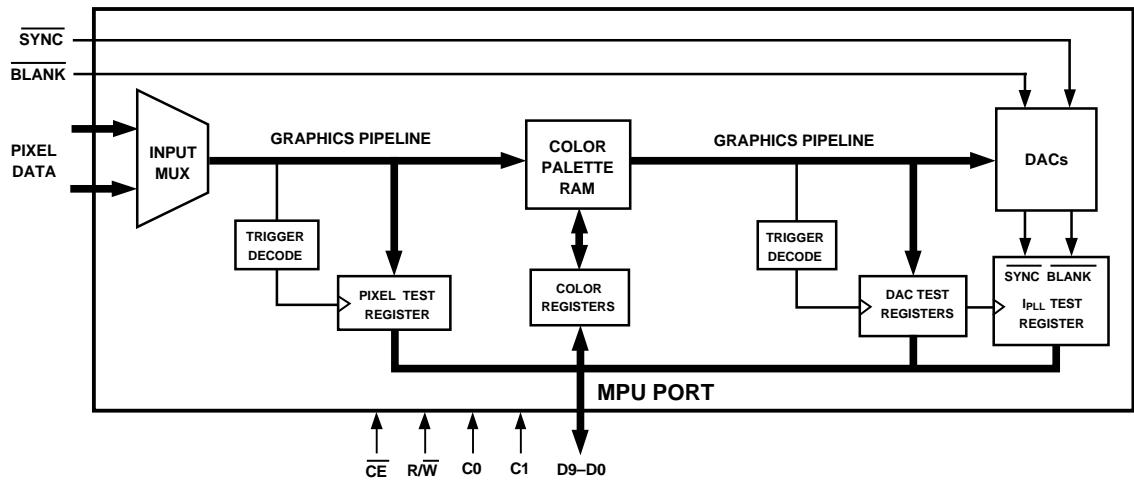 SYNC
BLANK
PIXEL
DATA
INPUT
MUX
GRAPHICS PIPELINE
COLOR
PALETTE
RAM
GRAPHICS PIPELINE
DACs
TRIGGER
DECODE
TRIGGER
DECODE
PIXEL TEST
REGISTER
COLOR
REGISTERS
DAC TEST
REGISTERS
SYNC BLANK
IPLL TEST
REGISTER
MPU PORT
CE R/W C0 C1 D9–D0